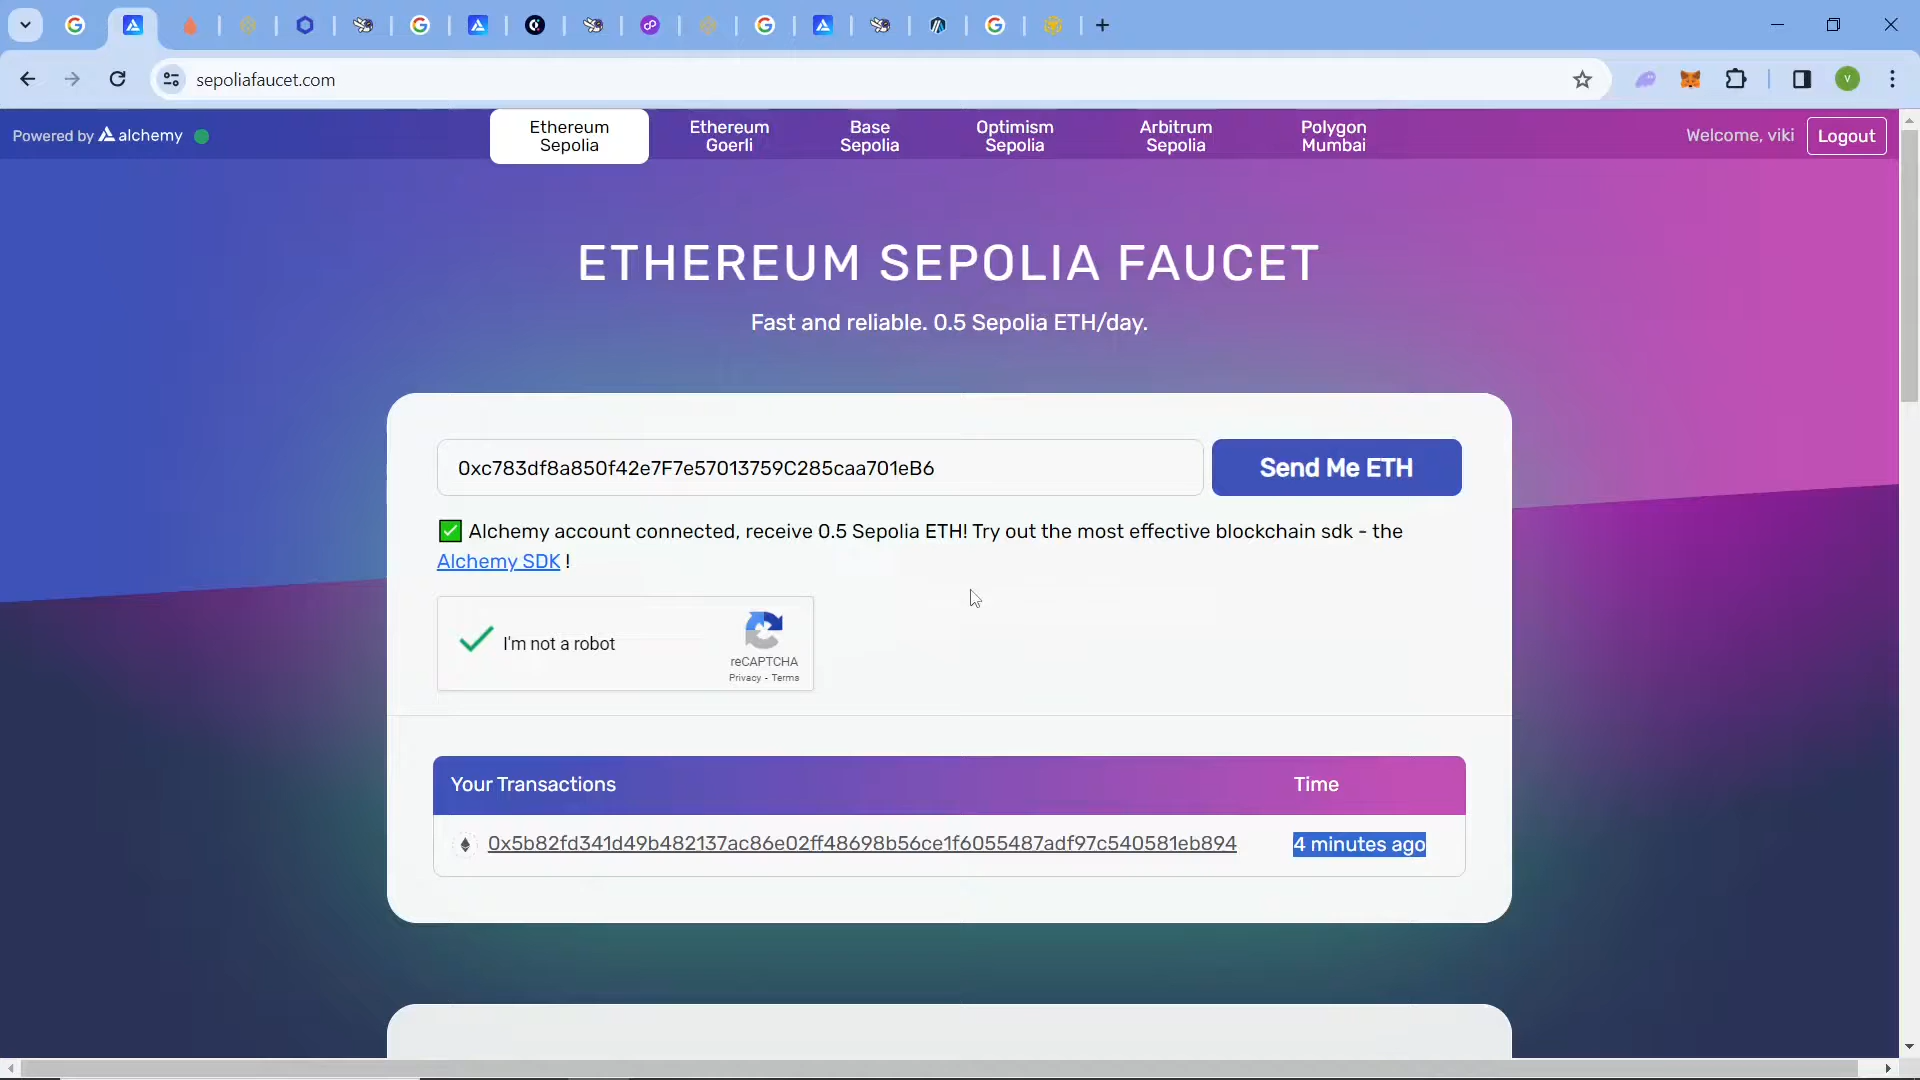 sepoliafaucet.com
V
Powered by alchemy
Ethereum
Sepolia
Ethereum
Goerli
Base
Sepolia
Optimism
Sepolia
Arbitrum
Sepolia
Polygon
Mumbai
Welcome, viki
Logout
ETHEREUM SEPOLIA FAUCET
Fast and reliable. 0.5 Sepolia ETH/day.
0xc783df8a850f42e7F7e57013759C285caa701eB6
Send Me ETH
Alchemy account connected, receive 0.5 Sepolia ETH! Try out the most effective blockchain sdk - the
Alchemy SDK !
I'm not a robot
reCAPTCHA
Privacy - Terms
Your Transactions
Time
0x5b82fd341d49b482137ac86e02ff48698b56ce1f6055487adf97c540581eb894
4 minutes ago